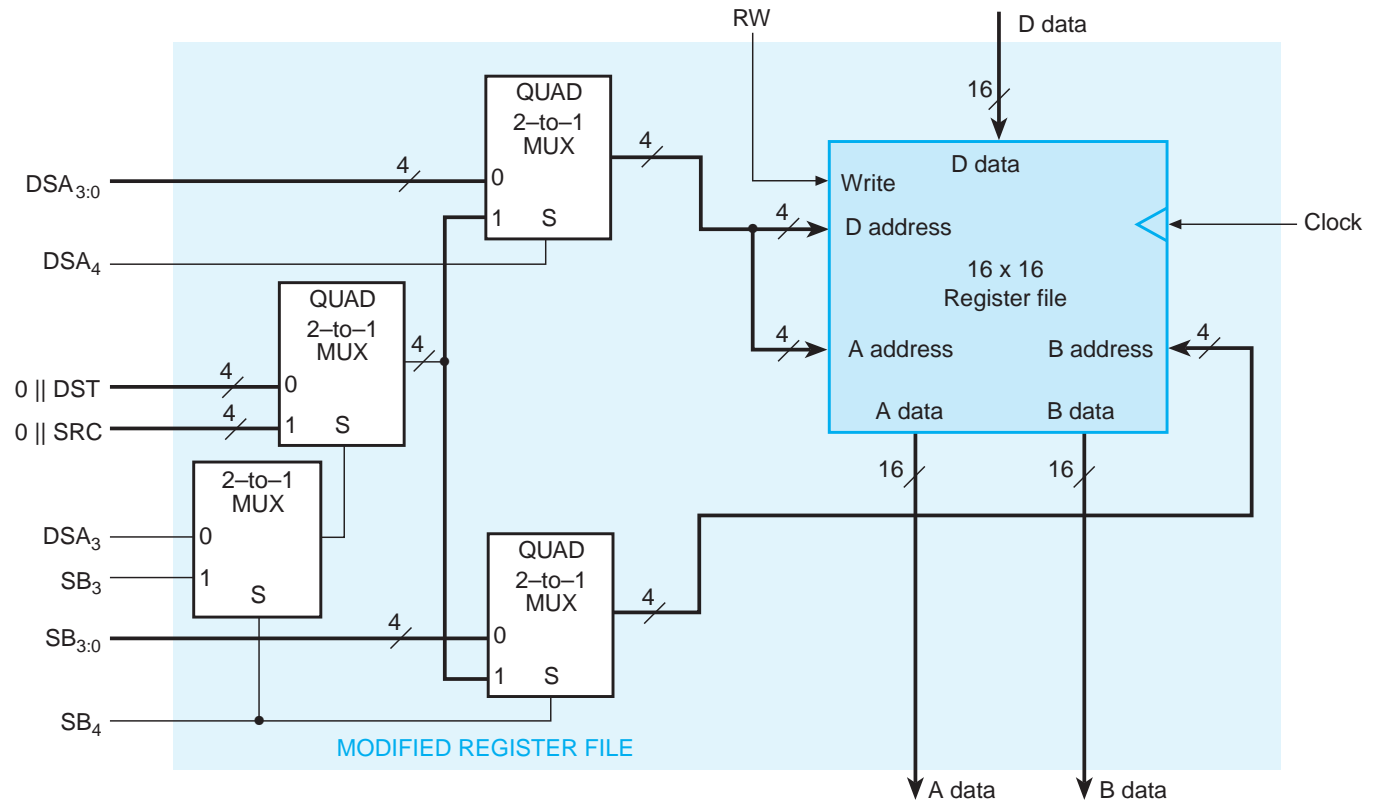 RW
D data
16
QUAD
2–to–1
MUX
0
1
S
4
DSA3:0
4
DSA4
D data
Write
4
D address
Clock
16 x 16
Register file
4
A address
B address
4
A data
B data
QUAD
2–to–1
MUX
0
1
S
4
0 || DST
4
0 || SRC
4
2–to–1
MUX
0
1
S
DSA3
SB3
16
16
QUAD
2–to–1
MUX
0
1
S
4
SB3:0
4
SB4
MODIFIED REGISTER FILE
A data
B data